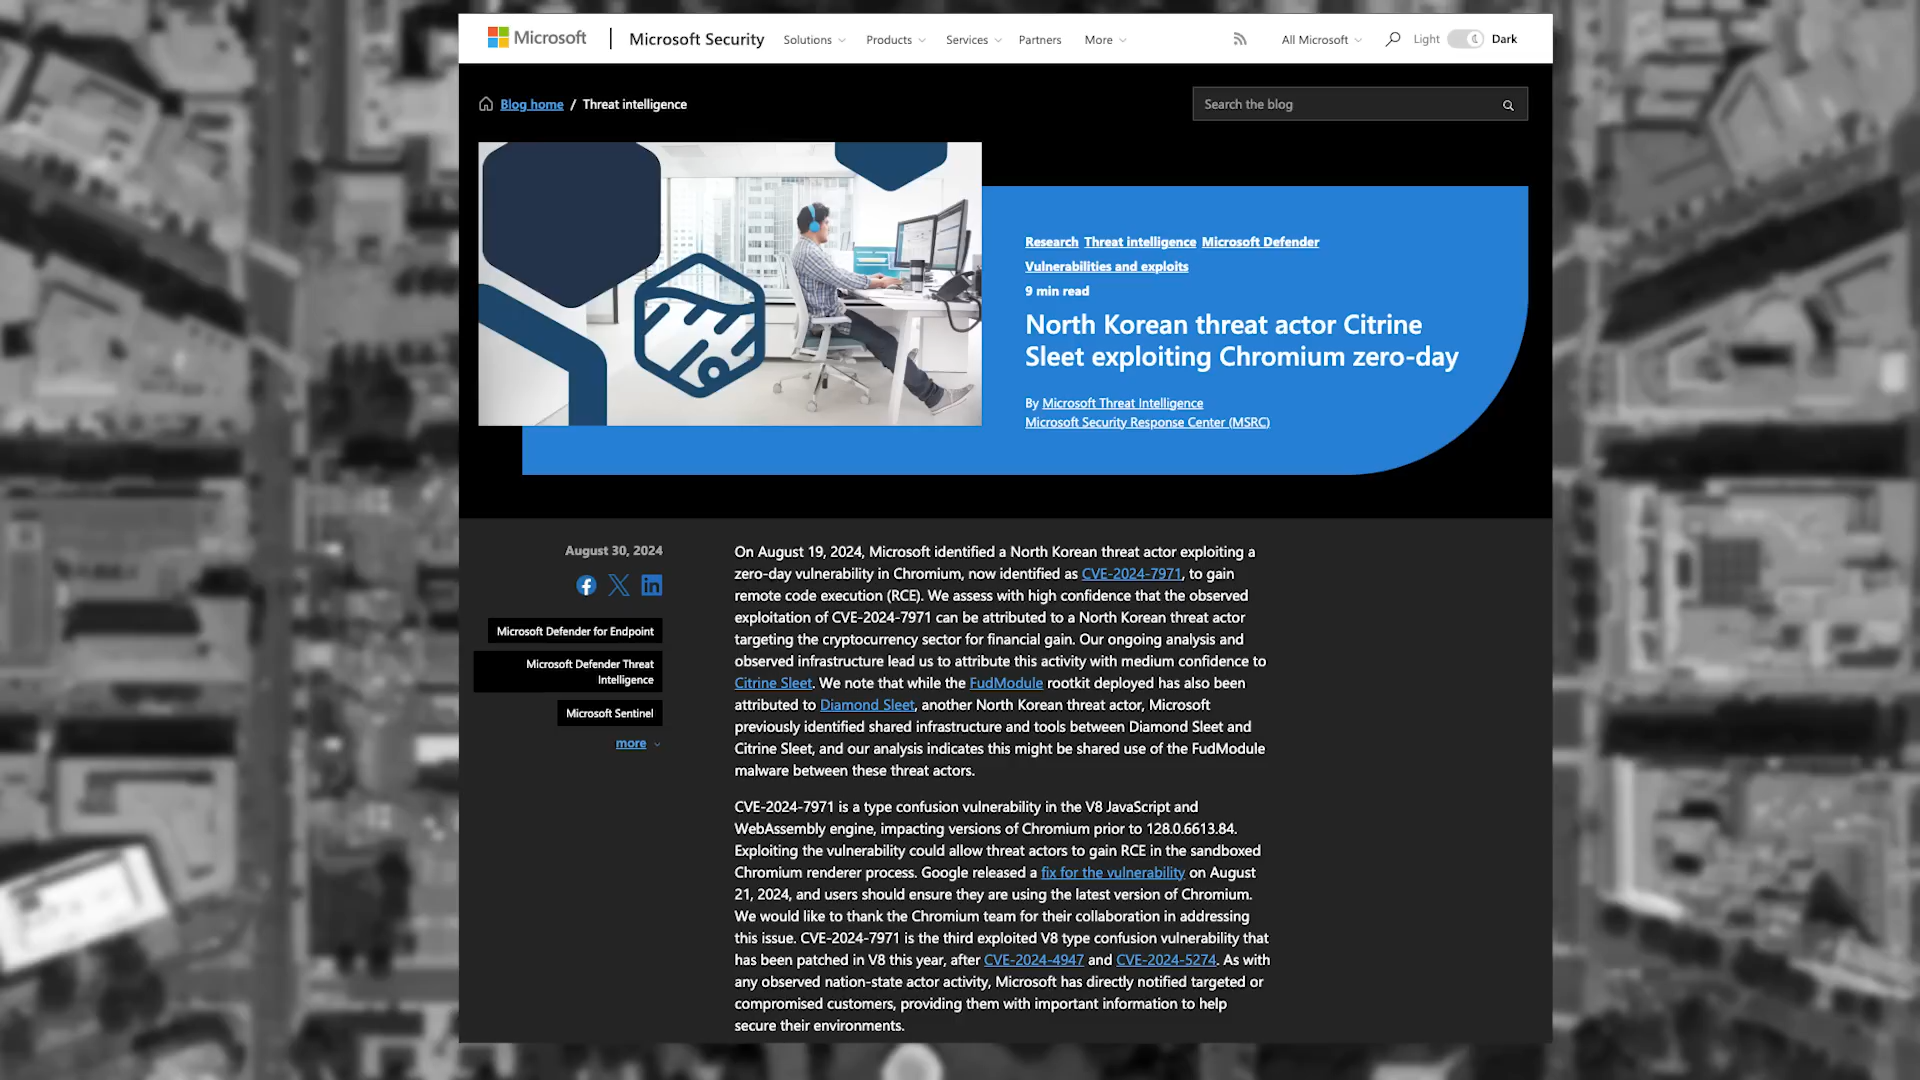 Microsoft
Microsoft Security
Solutions
Products
Services
Partners
More
All Microsoft
Light
Dark
Blog home / Threat intelligence
Search the blog
Research Threat intelligence Microsoft Defender
Vulnerabilities and exploits
9 min read
North Korean threat actor Citrine
Sleet exploiting Chromium zero-day
By Microsoft Threat Intelligence
Microsoft Security Response Center (MSRC)
August 30, 2024
Microsoft Defender for Endpoint
Microsoft Defender Threat
Intelligence
Microsoft Sentinel
more
On August 19, 2024, Microsoft identified a North Korean threat actor exploiting a
zero-day vulnerability in Chromium, now identified as CVE-2024-7971, to gain
remote code execution (RCE). We assess with high confidence that the observed
exploitation of CVE-2024-7971 can be attributed to a North Korean threat actor
targeting the cryptocurrency sector for financial gain. Our ongoing analysis and
observed infrastructure lead us to attribute this activity with medium confidence to
Citrine Sleet. We note that while the FudModule rootkit deployed has also been
attributed to Diamond Sleet, another North Korean threat actor, Microsoft
previously identified shared infrastructure and tools between Diamond Sleet and
Citrine Sleet, and our analysis indicates this might be shared use of the FudModule
malware between these threat actors.
CVE-2024-7971 is a type confusion vulnerability in the V8 JavaScript and
WebAssembly engine, impacting versions of Chromium prior to 128.0.6613.84.
Exploiting the vulnerability could allow threat actors to gain RCE in the sandboxed
Chromium renderer process. Google released a fix for the vulnerability on August
21, 2024, and users should ensure they are using the latest version of Chromium.
We would like to thank the Chromium team for their collaboration in addressing
this issue. CVE-2024-7971 is the third exploited V8 type confusion vulnerability that
has been patched in V8 this year, after CVE-2024-4947 and CVE-2024-5274. As with
any observed nation-state actor activity, Microsoft has directly notified targeted or
compromised customers, providing them with important information to help
secure their environments.